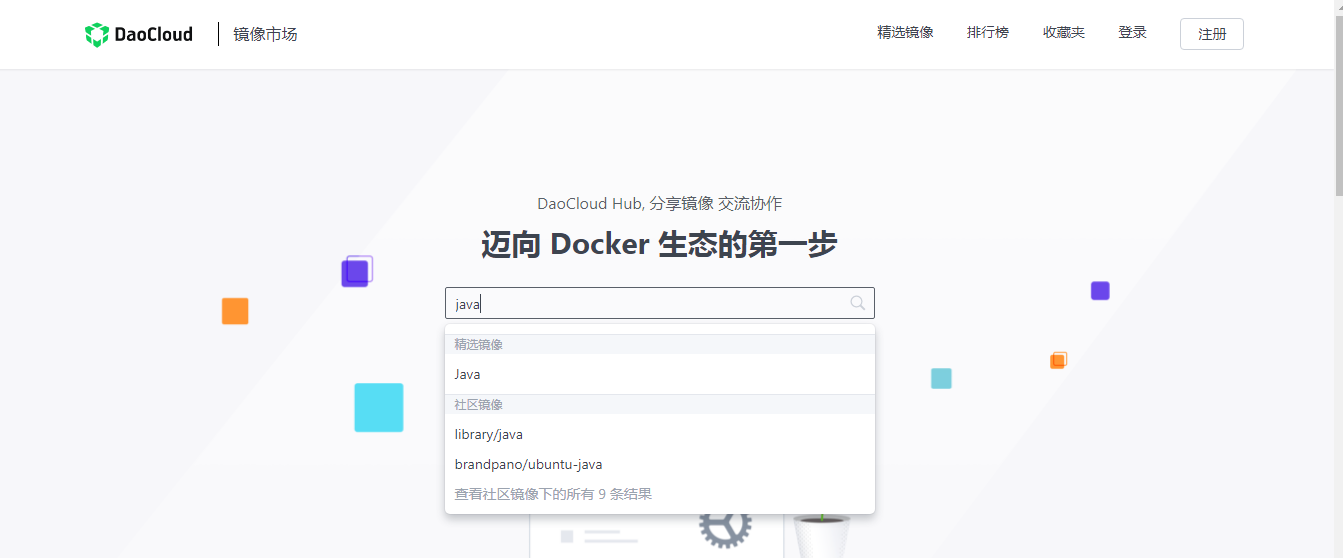 DaoCloud 镜像市场 精选镜像 排行榜 收藏夹 登录 注册
DaoCloud Hub, 分享镜像 交流协作
迈向 Docker 生态的第一步
java
精选镜像
Java
社区镜像
library/java
brandpano/ubuntu-java
查看社区镜像下的所有 9 条结果